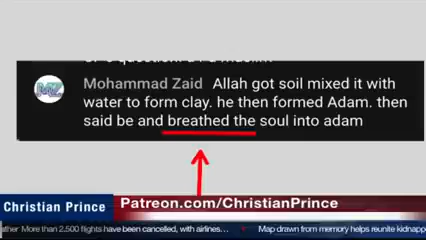 Mohammad Zaid Allah got soil mixed it with
water to form clay. he then formed Adam. then
said be and breathed the soul into adam
Christian Prince
Patreon.com/ChristianPrince
ather More than 2,500 flights have been cancelled, with airlines...
Map drawn from memory helps reunite kidnappe